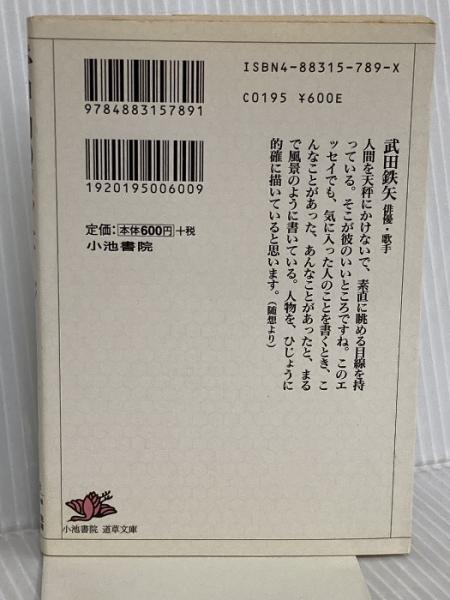 ISBN4-88315-789-X
C0195 ¥600E
9784883157891
1920195006009
定価:本体600円+税
小池書院
武田鉄矢 俳優・歌手
人間を天秤にかけないで、素直に眺める目線を持
っている。そこが彼のいいところですね。このエ
ッセイでも、気に入った人のことを書くとき、こ
んなことがあった、あんなことがあったと、まる
で風景のように書いている。人物を、ひじょうに
的確に描いていると思います。(随想より)
小池書院 道草文庫